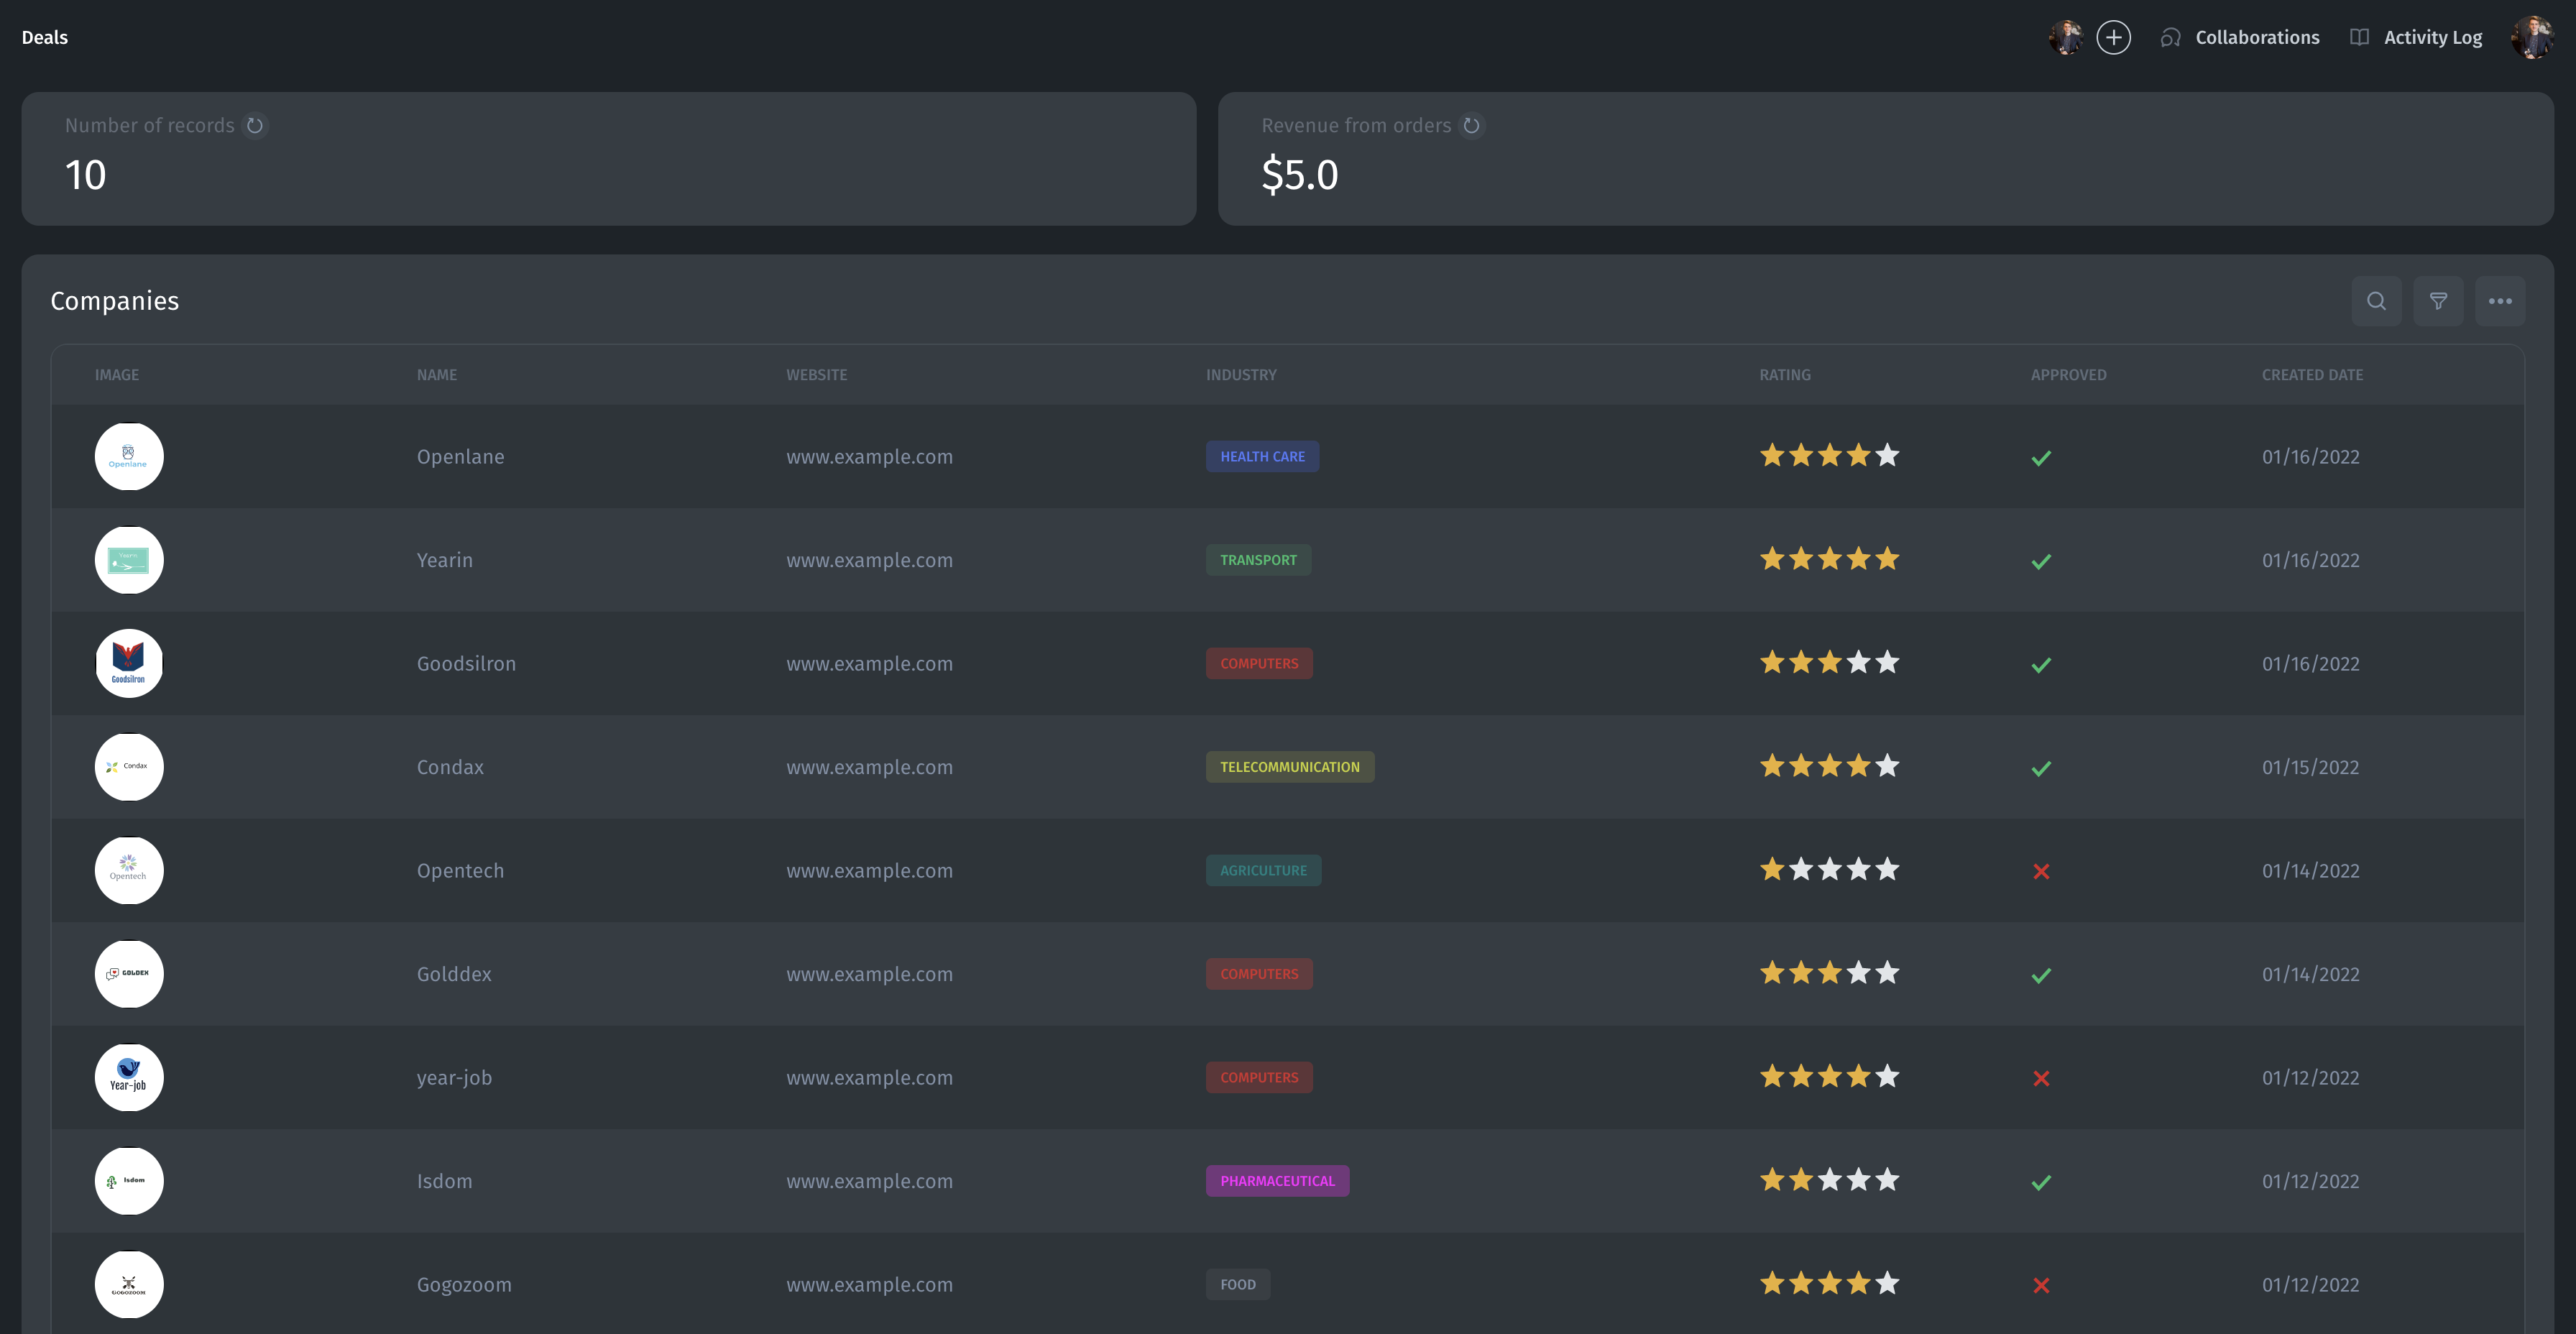 Deals
Collaborations
Activity Log
Number of records
10
Revenue from orders
$5.0
Companies
IMAGE NAME WEBSITE INDUSTRY RATING APPROVED CREATED DATE
Openlane Openlane www.example.com HEALTH CARE 01/16/2022
Yearin Yearin www.example.com TRANSPORT 01/16/2022
Goodsilron Goodsilron www.example.com COMPUTERS 01/16/2022
Condax Condax www.example.com TELECOMMUNICATION 01/15/2022
Opentech Opentech www.example.com AGRICULTURE 01/14/2022
GOLDEX Golddex www.example.com COMPUTERS 01/14/2022
Year-job year-job www.example.com COMPUTERS 01/12/2022
Isdom Isdom www.example.com PHARMACEUTICAL 01/12/2022
GOGOZOOM Gogozoom www.example.com FOOD 01/12/2022